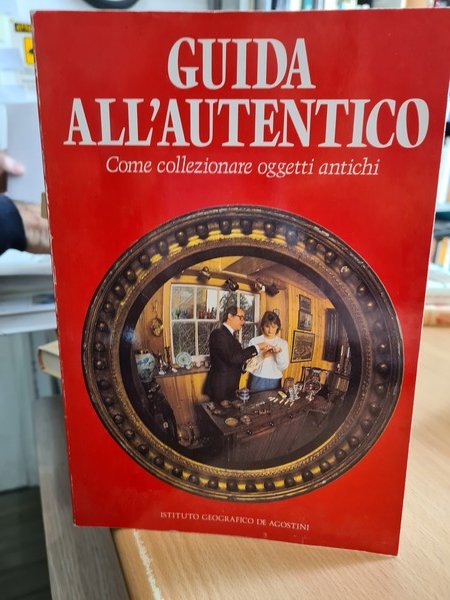 GUIDA
ALL'AUTENTICO
Come collezionare oggetti antichi
ISTITUTO GEOGRAFICO DE AGOSTINI